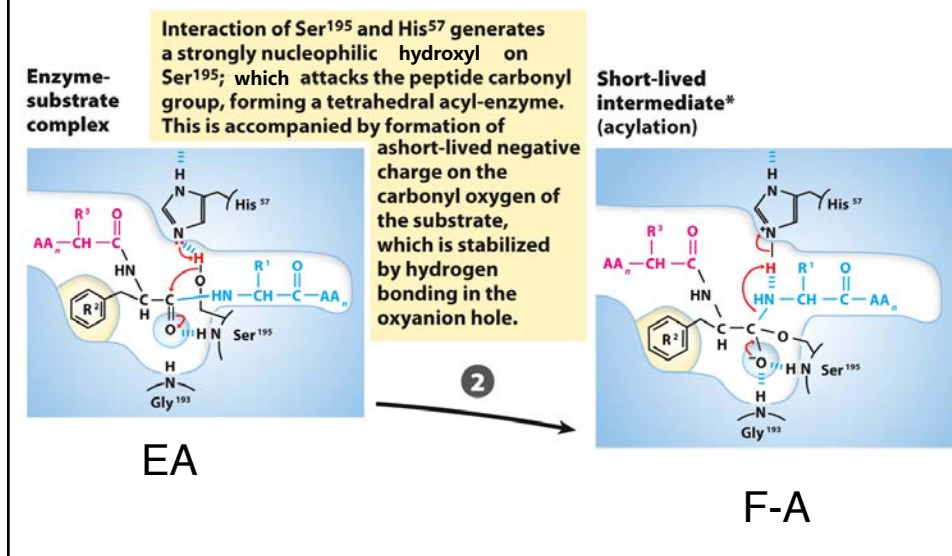 Interaction of Ser195 and His57 generates
a strongly nucleophilic hydroxyl on
Ser195; which attacks the peptide carbonyl
group, forming a tetrahedral acyl-enzyme.
This is accompanied by formation of
ashort-lived negative
charge on the
carbonyl oxygen of
the substrate,
which is stabilized
by hydrogen
bonding in the
oxyanion hole.
Enzyme-
substrate
complex
H
N
His 57
N
R3
O
AAn—CH—C
H
HN
O
R1
O
R2
C
H
C
HN—CH—C—AAn
O
H N
Ser 195
H
N
Gly 193
EA
2
Short-lived
intermediate*
(acylation)
H
N
His 57
N+
R3
O
AAn—CH—C
H
HN
R1
O
HN—CH—C—AAn
R2
C
H
C
O
−O
H N
Ser 195
H
N
Gly 193
F-A